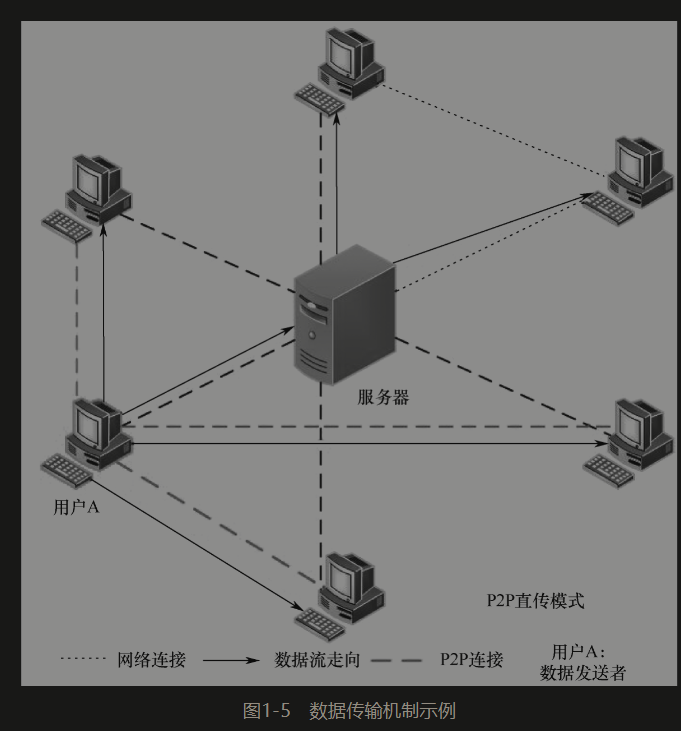 服务器
用户A
P2P直传模式
网络连接
数据流走向
P2P连接
用户A：
数据发送者
图1-5 数据传输机制示例